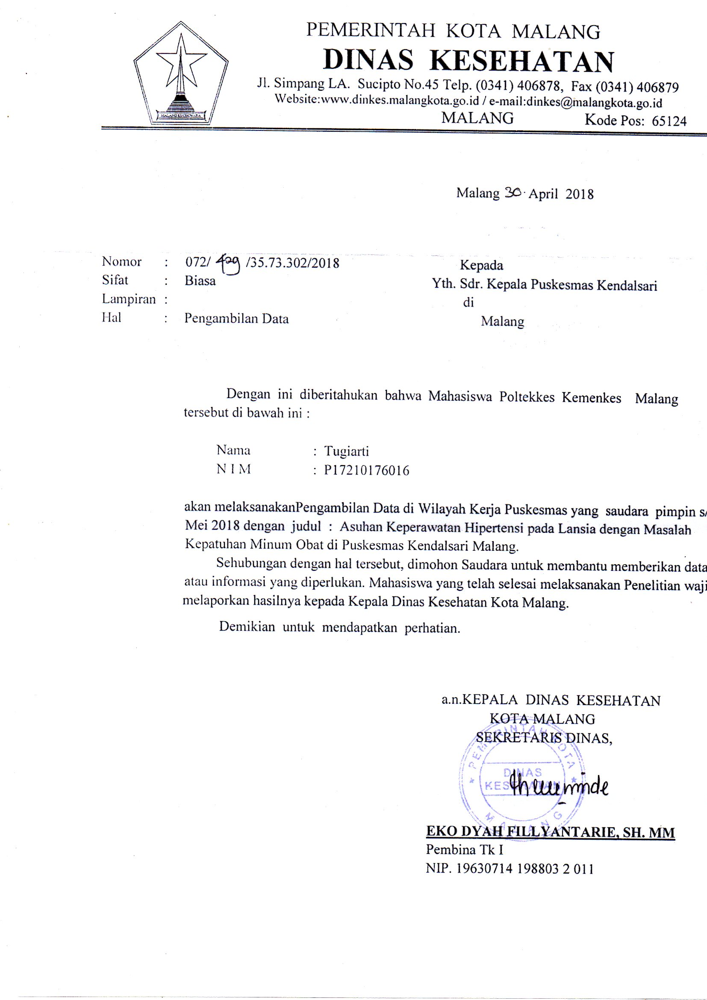 PEMERINTAH KOTA MALANG
DINAS KESEHATAN
Jl. Simpang LA. Sucipto No.45 Telp. (0341) 406878, Fax (0341) 406879
Website:www.dinkes.malangkota.go.id / e-mail:dinkes@malangkota.go.id
MALANG Kode Pos: 65124
Malang 30 April 2018
Nomor : 072/ /35.73.302/2018
Sifat : Biasa
Lampiran :
Hal : Pengambilan Data
Kepada
Yth. Sdr. Kepala Puskesmas Kendalsari
di
Malang
Dengan ini diberitahukan bahwa Mahasiswa Poltekkes Kemenkes Malang
tersebut di bawah ini :
Nama : Tugiarti
N I M : P17210176016
akan melaksanakanPengambilan Data di Wilayah Kerja Puskesmas yang saudara pimpin s/
Mei 2018 dengan judul : Asuhan Keperawatan Hipertensi pada Lansia dengan Masalah
Kepatuhan Minum Obat di Puskesmas Kendalsari Malang.
Sehubungan dengan hal tersebut, dimohon Saudara untuk membantu memberikan data
atau informasi yang diperlukan. Mahasiswa yang telah selesai melaksanakan Penelitian waji
melaporkan hasilnya kepada Kepala Dinas Kesehatan Kota Malang.
Demikian untuk mendapatkan perhatian.
a.n.KEPALA DINAS KESEHATAN
KOTA MALANG
SEKRETARIS DINAS,
PEMERINTAH KOTA
DINAS
KESEHATAN
MALANG
EKO DYAH FILLYANTARIE, SH. MM
Pembina Tk I
NIP. 19630714 198803 2 011